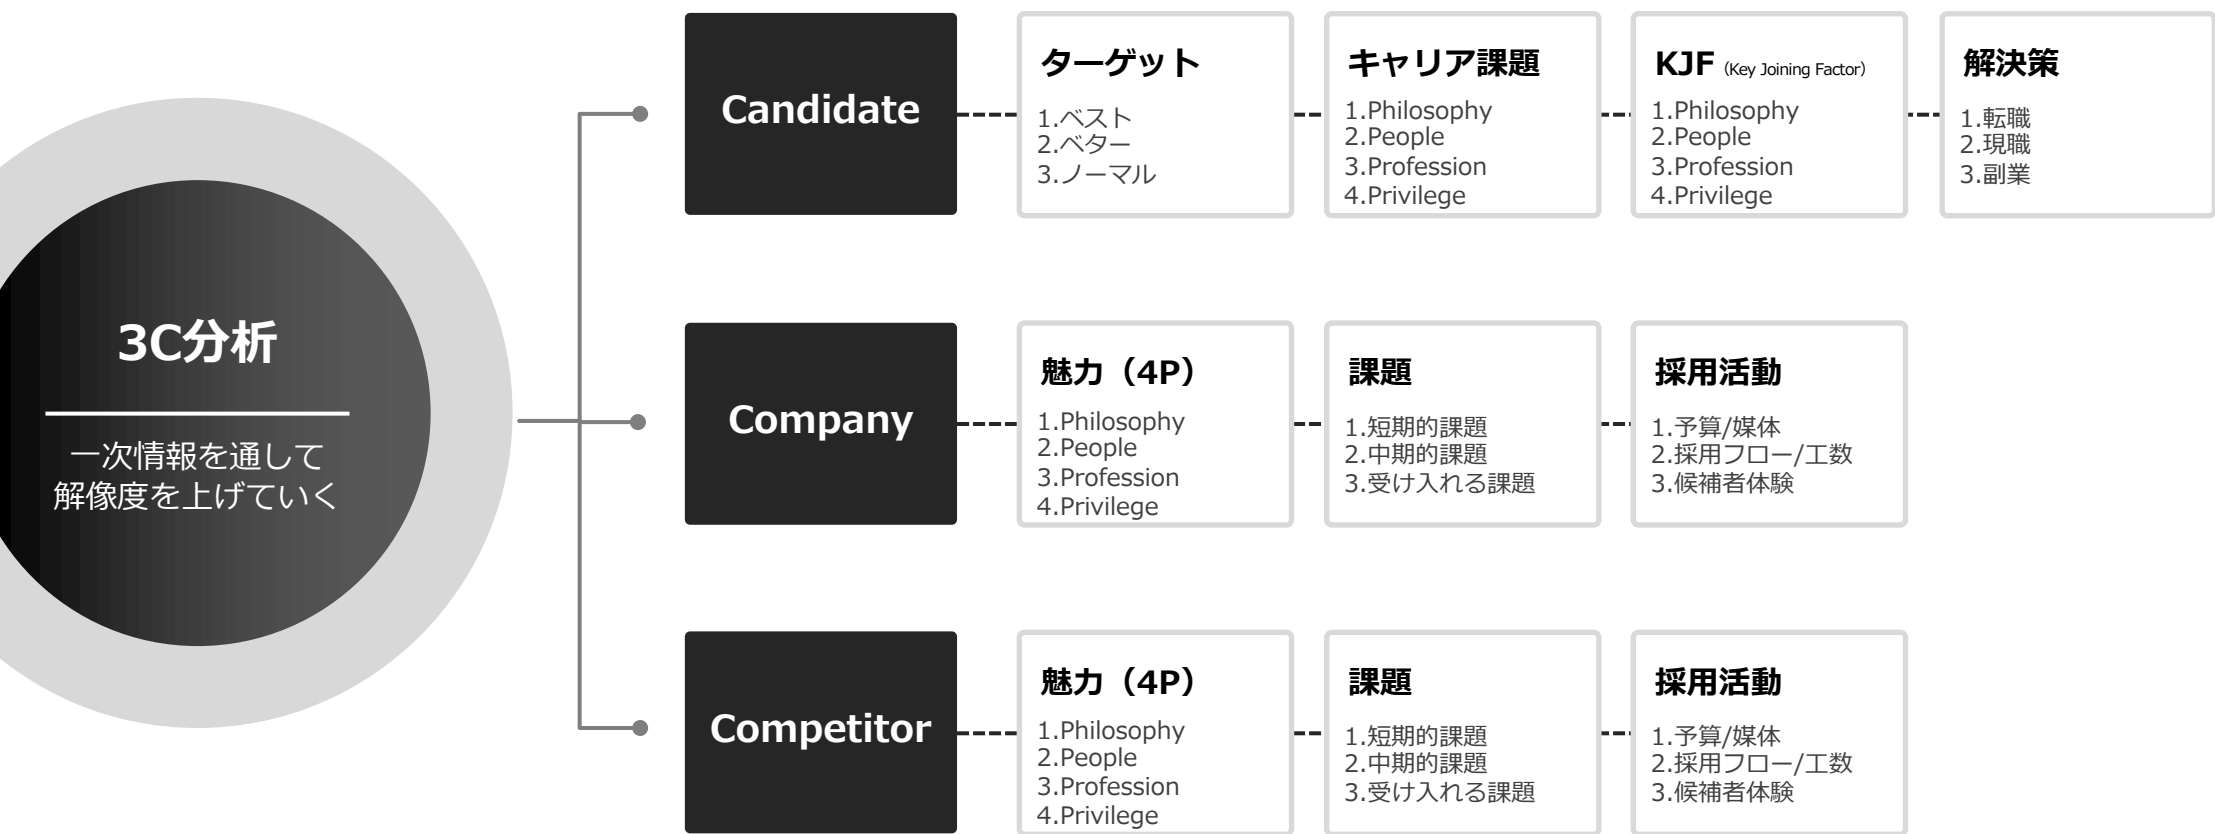 3C分析
一次情報を通して
解像度を上げていく
Candidate
ターゲット
1.ベスト
2.ベター
3.ノーマル
キャリア課題
1.Philosophy
2.People
3.Profession
4.Privilege
KJF（Key Joining Factor）
1.Philosophy
2.People
3.Profession
4.Privilege
解決策
1.転職
2.現職
3.副業
Company
魅力（4P）
1.Philosophy
2.People
3.Profession
4.Privilege
課題
1.短期的課題
2.中期的課題
3.受け入れる課題
採用活動
1.予算/媒体
2.採用フロー/工数
3.候補者体験
Competitor
魅力（4P）
1.Philosophy
2.People
3.Profession
4.Privilege
課題
1.短期的課題
2.中期的課題
3.受け入れる課題
採用活動
1.予算/媒体
2.採用フロー/工数
3.候補者体験